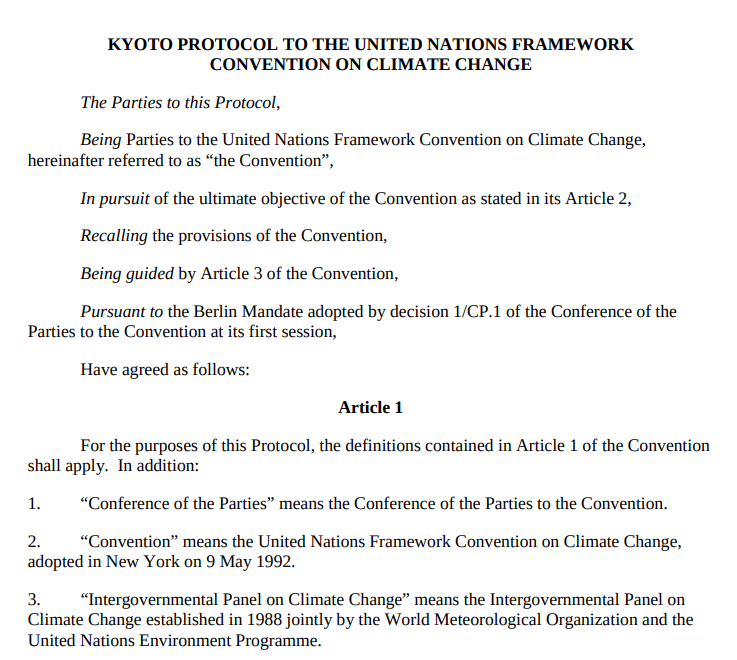 KYOTO PROTOCOL TO THE UNITED NATIONS FRAMEWORK
CONVENTION ON CLIMATE CHANGE
The Parties to this Protocol,
Being Parties to the United Nations Framework Convention on Climate Change,
hereinafter referred to as “the Convention”,
In pursuit of the ultimate objective of the Convention as stated in its Article 2,
Recalling the provisions of the Convention,
Being guided by Article 3 of the Convention,
Pursuant to the Berlin Mandate adopted by decision 1/CP.1 of the Conference of the
Parties to the Convention at its first session,
Have agreed as follows:
Article 1
For the purposes of this Protocol, the definitions contained in Article 1 of the Convention
shall apply.  In addition:
1. “Conference of the Parties” means the Conference of the Parties to the Convention.
2. “Convention” means the United Nations Framework Convention on Climate Change,
adopted in New York on 9 May 1992.
3. “Intergovernmental Panel on Climate Change” means the Intergovernmental Panel on
Climate Change established in 1988 jointly by the World Meteorological Organization and the
United Nations Environment Programme.